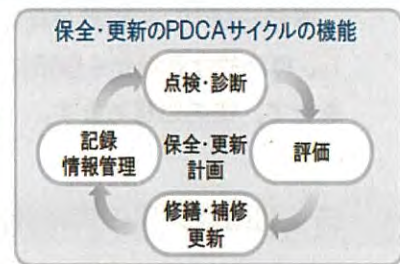 保全・更新のPDCAサイクルの機能
点検・診断
記録
情報管理
保全・更新
計画
評価
修繕・補修
更新